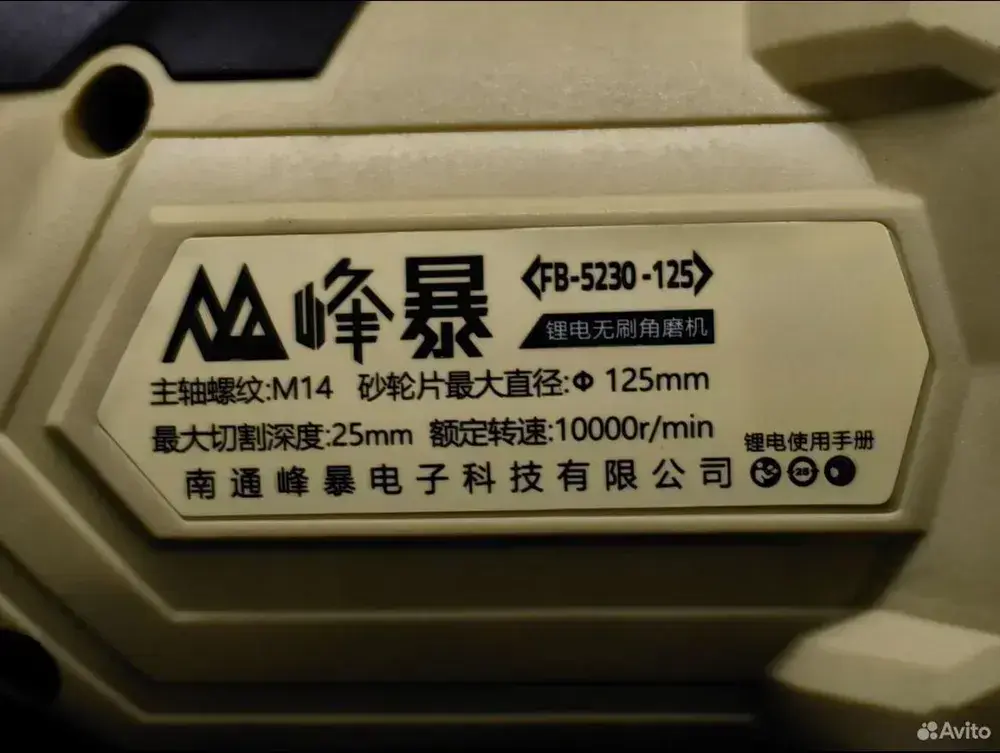 峰暴
FB-5230-125
锂电无刷角磨机
主轴螺纹:M14 砂轮片最大直径:Φ 125mm
最大切割深度:25mm 额定转速:10000r/min
锂电使用手册
南通峰暴电子科技有限公司
Avito